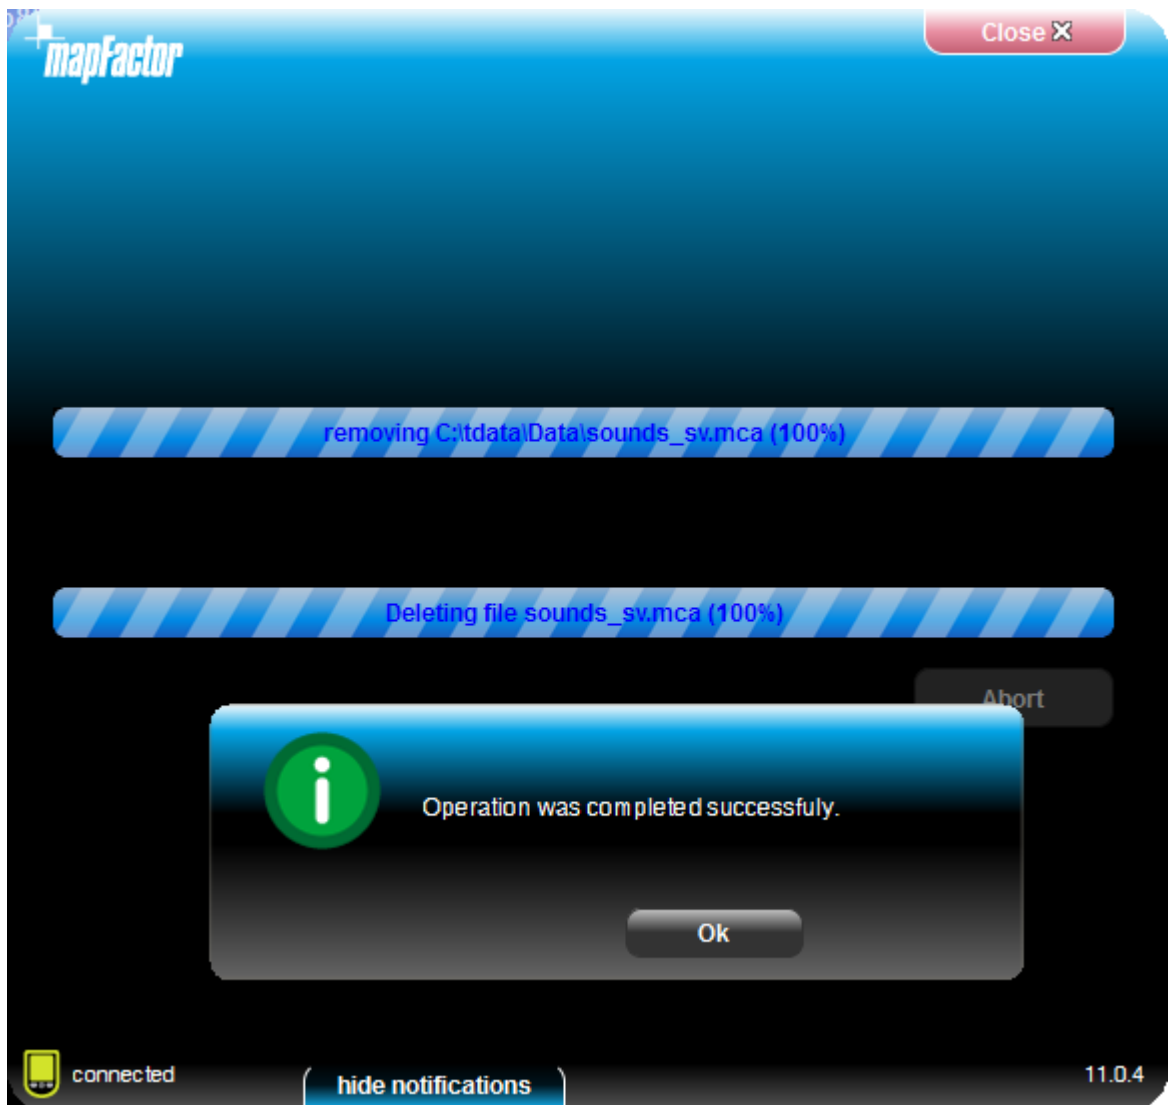 mapFactor
Close
removing C:\tdata\Data\sounds_sv.mca (100%)
Deleting file sounds_sv.mca (100%)
Abort
Operation was completed successfuly.
Ok
connected
hide notifications
11.0.4